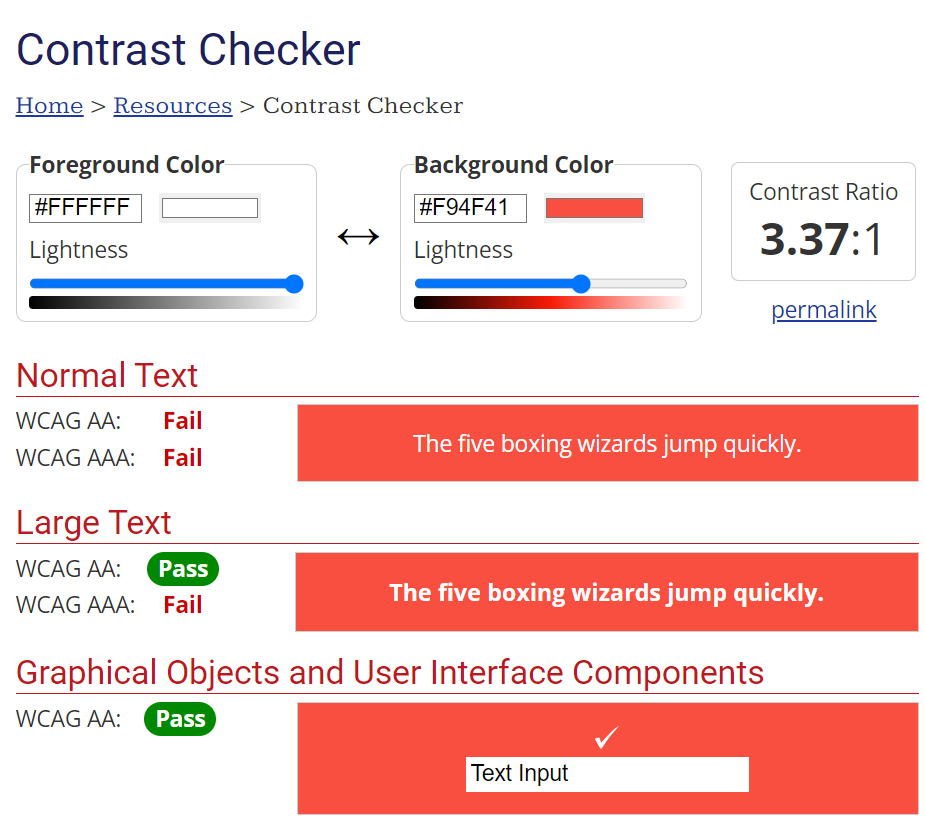 Contrast Checker
Home > Resources > Contrast Checker
Foreground Color
#FFFFFF
Lightness
Background Color
#F94F41
Lightness
Contrast Ratio
3.37:1
permalink
Normal Text
WCAG AA: Fail
WCAG AAA: Fail
The five boxing wizards jump quickly.
Large Text
WCAG AA: Pass
WCAG AAA: Fail
The five boxing wizards jump quickly.
Graphical Objects and User Interface Components
WCAG AA: Pass
Text Input